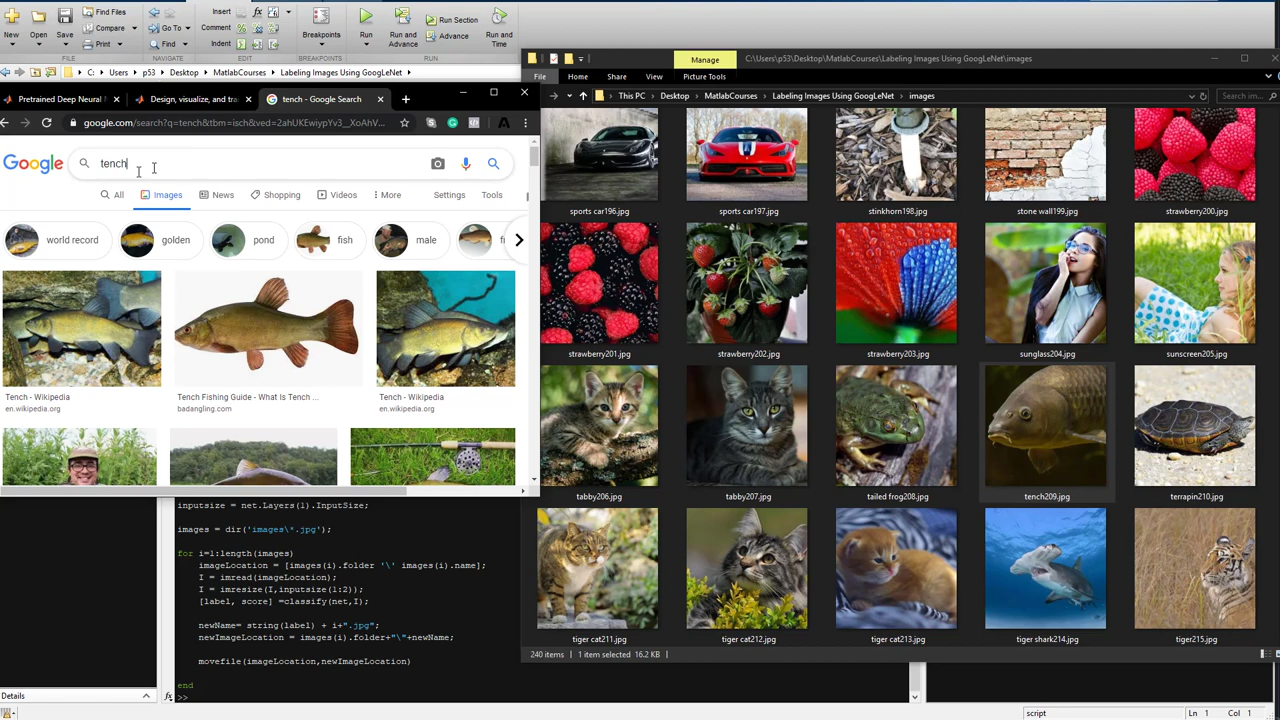 Find Files
Insert
fx
New
Open
Save
Compare
Print
Go To
Find
Comment
Indent
Breakpoints
Run
Run and
Advance
Run Section
Advance
Run and
Time
FILE
NAVIGATE
EDIT
BREAKPOINTS
RUN
C: Users p53 Desktop MatlabCourses Labeling Images Using GoogLeNet
Manage
C:\Users\p53\Desktop\MatlabCourses\Labeling Images Using GoogLeNet\images
File
Home
Share
View
Picture Tools
This PC
Desktop
MatlabCourses
Labeling Images Using GoogLeNet
images
Search im...
Pretrained Deep Neural
Design, visualize, and tra
tench - Google Search
google.com/search?q=tench&tbm=isch&ved=2ahUKEwiypYv3__XoAhV...
Google
tench
All
Images
News
Shopping
Videos
More
Settings
Tools
world record
golden
pond
fish
male
Tench - Wikipedia
en.wikipedia.org
Tench Fishing Guide - What Is Tench ...
badangling.com
Tench - Wikipedia
en.wikipedia.org
sports car196.jpg
sports car197.jpg
stinkhorn198.jpg
stone wall199.jpg
strawberry200.jpg
strawberry201.jpg
strawberry202.jpg
strawberry203.jpg
sunglass204.jpg
sunscreen205.jpg
tabby206.jpg
tabby207.jpg
tailed frog208.jpg
tench209.jpg
terrapin210.jpg
tiger cat211.jpg
tiger cat212.jpg
tiger cat213.jpg
tiger shark214.jpg
tiger215.jpg
240 items
1 item selected 16.2 KB
inputsize = net.Layers(1).InputSize;
images = dir('images\*.jpg');
for i=1:length(images)
imageLocation = [images(i).folder '\' images(i).name];
I = imread(imageLocation);
I = imresize(I,inputsize(1:2));
[label, score] =classify(net,I);
newName= string(label) + i+".jpg";
newImageLocation = images(i).folder+"\"+newName;
movefile(imageLocation,newImageLocation)
end
fx >>
Details
script
Ln 1
Col 1